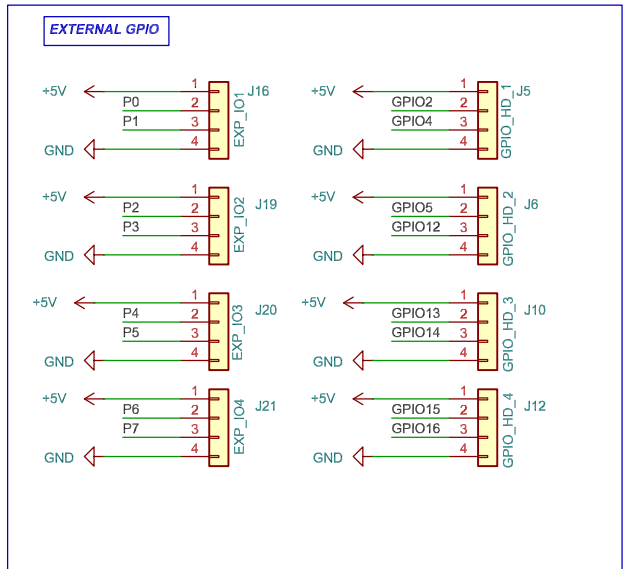 EXTERNAL GPIO
+5V 1 J16
P0 2
P1 3
GND 4
EXP_IO1
+5V 1 J5
GPIO2 2
GPIO4 3
GND 4
GPIO_HD_1
+5V 1 J19
P2 2
P3 3
GND 4
EXP_IO2
+5V 1 J6
GPIO5 2
GPIO12 3
GND 4
GPIO_HD_2
+5V 1 J20
P4 2
P5 3
GND 4
EXP_IO3
+5V 1 J10
GPIO13 2
GPIO14 3
GND 4
GPIO_HD_3
+5V 1 J21
P6 2
P7 3
GND 4
EXP_IO4
+5V 1 J12
GPIO15 2
GPIO16 3
GND 4
GPIO_HD_4